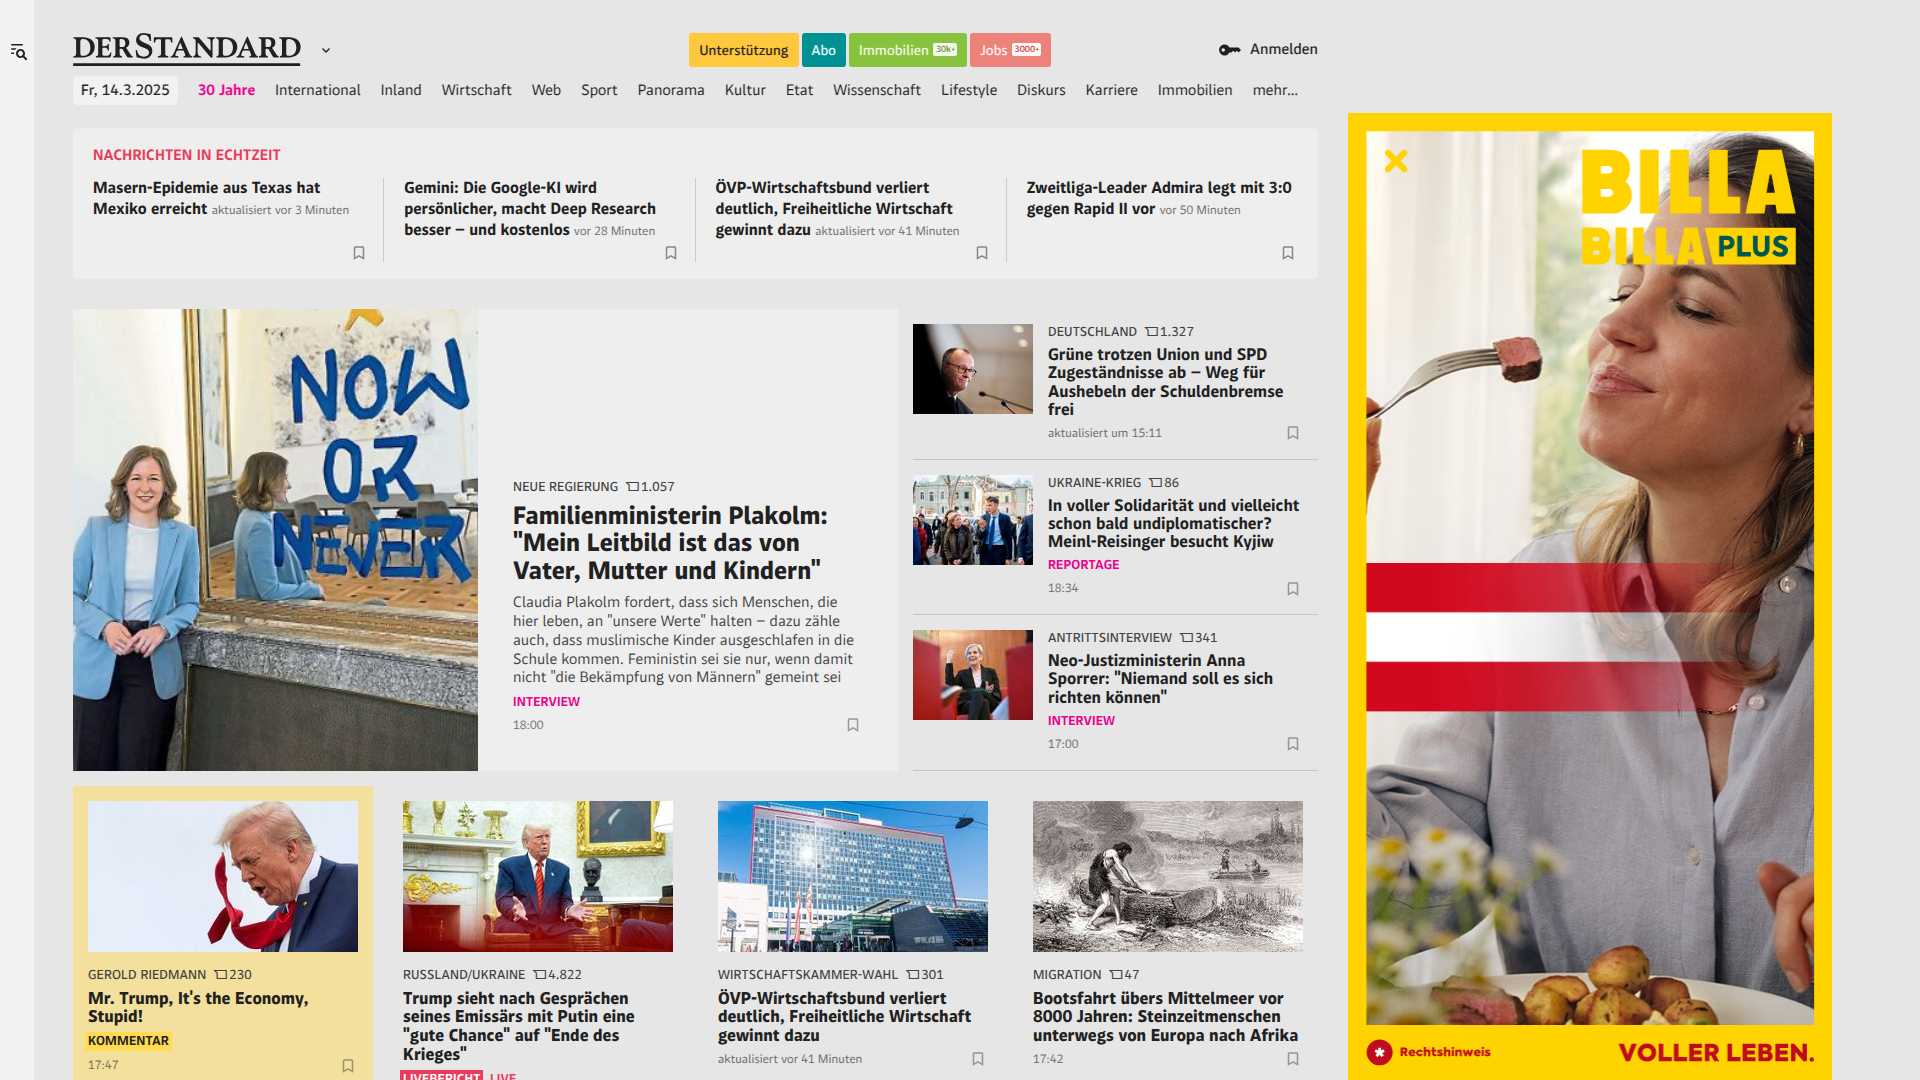 DERSTANDARD
Unterstützung
Abo
Immobilien 30k+
Jobs 3000+
Anmelden
Fr, 14.3.2025
30 Jahre
International
Inland
Wirtschaft
Web
Sport
Panorama
Kultur
Etat
Wissenschaft
Lifestyle
Diskurs
Karriere
Immobilien
mehr...
NACHRICHTEN IN ECHTZEIT
Masern-Epidemie aus Texas hat
Mexiko erreicht aktualisiert vor 3 Minuten
Gemini: Die Google-KI wird
persönlicher, macht Deep Research
besser – und kostenlos vor 28 Minuten
ÖVP-Wirtschaftsbund verliert
deutlich, Freiheitliche Wirtschaft
gewinnt dazu aktualisiert vor 41 Minuten
Zweitliga-Leader Admira legt mit 3:0
gegen Rapid II vor vor 50 Minuten
NOW
OR
NEVER
NEUE REGIERUNG 1.057
Familienministerin Plakolm:
"Mein Leitbild ist das von
Vater, Mutter und Kindern"
Claudia Plakolm fordert, dass sich Menschen, die
hier leben, an "unsere Werte" halten – dazu zähle
auch, dass muslimische Kinder ausgeschlafen in die
Schule kommen. Feministin sei sie nur, wenn damit
nicht "die Bekämpfung von Männern" gemeint sei
INTERVIEW
18:00
DEUTSCHLAND 1.327
Grüne trotzen Union und SPD
Zugeständnisse ab – Weg für
Aushebeln der Schuldenbremse
frei
aktualisiert um 15:11
UKRAINE-KRIEG 86
In voller Solidarität und vielleicht
schon bald undiplomatischer?
Meinl-Reisinger besucht Kyjiw
REPORTAGE
18:34
ANTRITTSINTERVIEW 341
Neo-Justizministerin Anna
Sporrer: "Niemand soll es sich
richten können"
INTERVIEW
17:00
GEROLD RIEDMANN 230
Mr. Trump, It's the Economy,
Stupid!
KOMMENTAR
17:47
RUSSLAND/UKRAINE 4.822
Trump sieht nach Gesprächen
seines Emissärs mit Putin eine
"gute Chance" auf "Ende des
Krieges"
LIVEBERICHT LIVE
WIRTSCHAFTSKAMMER-WAHL 301
ÖVP-Wirtschaftsbund verliert
deutlich, Freiheitliche Wirtschaft
gewinnt dazu
aktualisiert vor 41 Minuten
MIGRATION 47
Bootsfahrt übers Mittelmeer vor
8000 Jahren: Steinzeitmenschen
unterwegs von Europa nach Afrika
17:42
BILLA
BILLA PLUS
Rechtshinweis
VOLLER LEBEN.